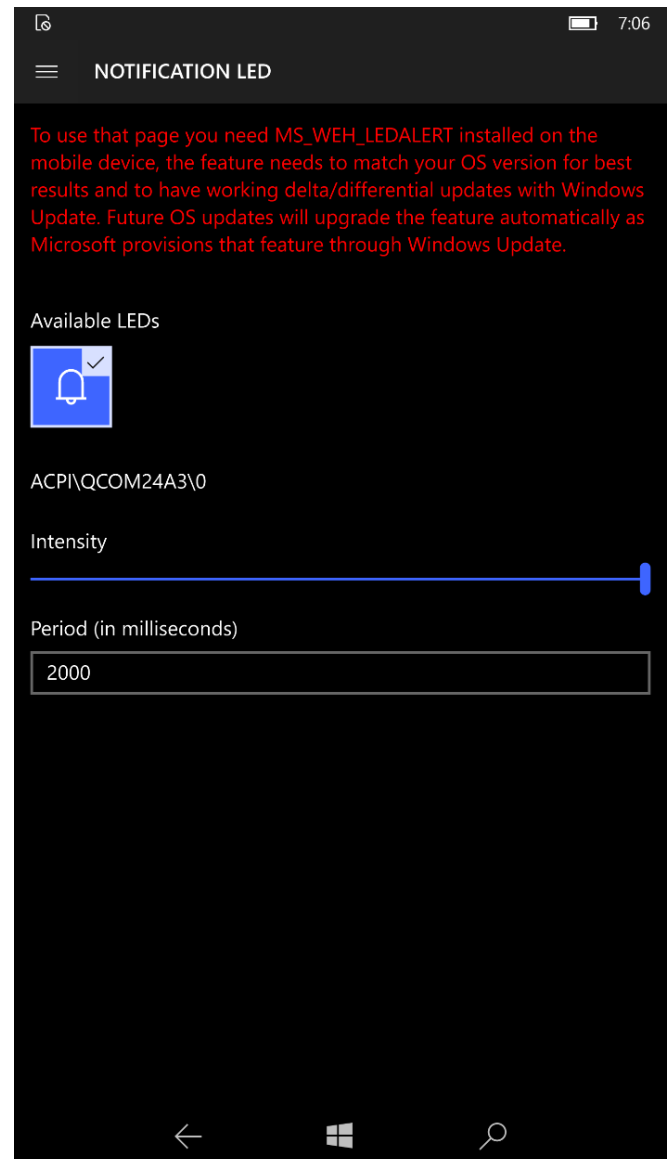 7:06
NOTIFICATION LED
To use that page you need MS_WEH_LEDALERT installed on the
mobile device, the feature needs to match your OS version for best
results and to have working delta/differential updates with Windows
Update. Future OS updates will upgrade the feature automatically as
Microsoft provisions that feature through Windows Update.
Available LEDs
ACPI\QCOM24A3\0
Intensity
Period (in milliseconds)
2000